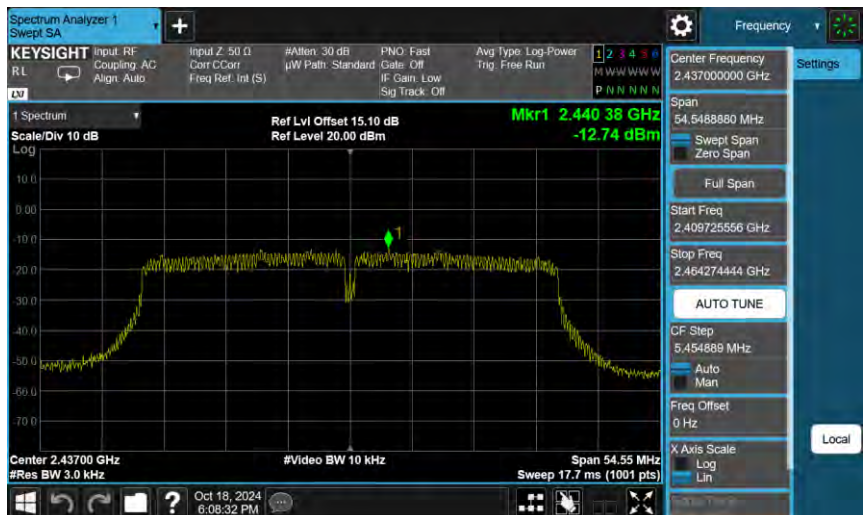 Spectrum Analyzer 1
Swept SA
+
Frequency
KEYSIGHT
RL
LXI
Input: RF
Coupling: AC
Align: Auto
Input Z: 50 Ω
Corr CCorr
Freq Ref: Int (S)
#Atten: 30 dB
µW Path: Standard
PNO: Fast
Gate: Off
IF Gain: Low
Sig Track: Off
Avg Type: Log-Power
Trig: Free Run
1 2 3 4 5 6
M W W W W W
P N N N N N
1 Spectrum
Scale/Div 10 dB
Log
Ref Lvl Offset 15.10 dB
Ref Level 20.00 dBm
Mkr1 2.440 38 GHz
-12.74 dBm
10.0
0.00
-10.0
-20.0
-30.0
-40.0
-50.0
-60.0
-70.0
1
Center 2.43700 GHz
#Res BW 3.0 kHz
#Video BW 10 kHz
Span 54.55 MHz
Sweep 17.7 ms (1001 pts)
Center Frequency
2.437000000 GHz
Span
54.5488880 MHz
Swept Span
Zero Span
Full Span
Start Freq
2.409725556 GHz
Stop Freq
2.464274444 GHz
AUTO TUNE
CF Step
5.454889 MHz
Auto
Man
Freq Offset
0 Hz
X Axis Scale
Log
Lin
Settings
Local
?
Oct 18, 2024
6:08:32 PM